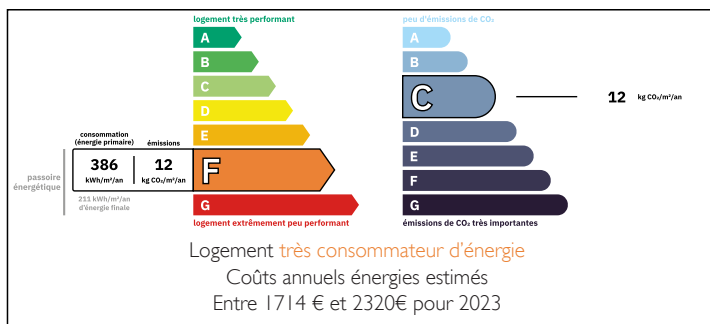 logement très performant
A
B
C
D
E
consommation
(énergie primaire)
émissions
386
kWh/m²/an
12
kg CO₂/m²/an
F
passoire
énergétique
211 kWh/m²/an
d'énergie finale
G
logement extrêmement peu performant
peu d'émissions de CO₂
A
B
C
12 kg CO₂/m²/an
D
E
F
G
émissions de CO₂ très importantes
Logement très consommateur d'énergie
Coûts annuels énergies estimés
Entre 1714 € et 2320€ pour 2023